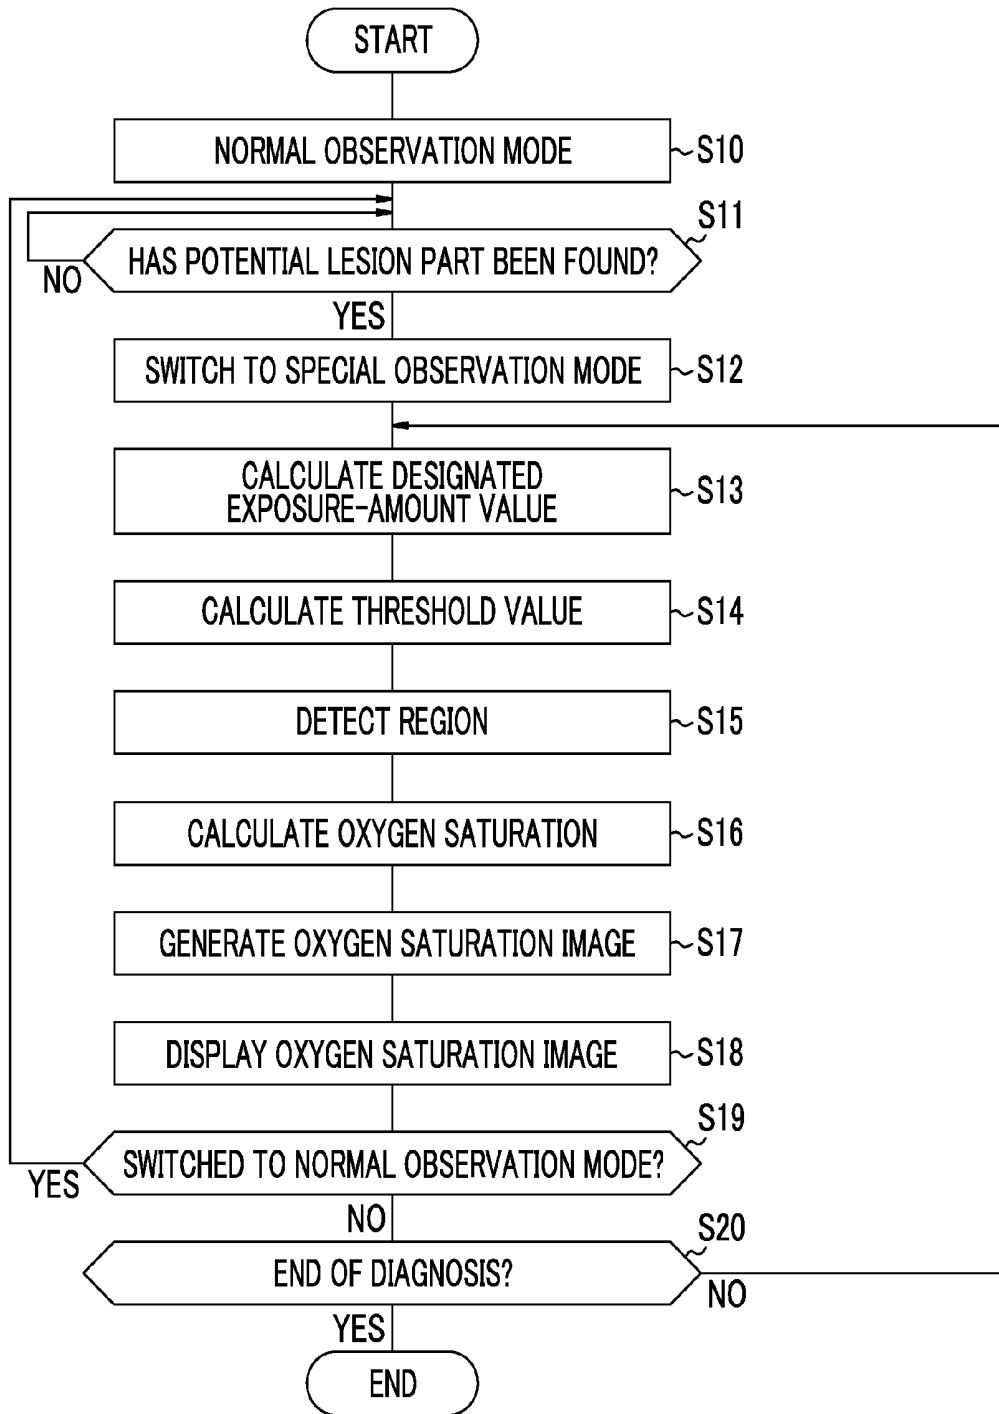 START
NORMAL OBSERVATION MODE
S10
S11
HAS POTENTIAL LESION PART BEEN FOUND?
NO
YES
SWITCH TO SPECIAL OBSERVATION MODE
S12
CALCULATE DESIGNATED
EXPOSURE-AMOUNT VALUE
S13
CALCULATE THRESHOLD VALUE
S14
DETECT REGION
S15
CALCULATE OXYGEN SATURATION
S16
GENERATE OXYGEN SATURATION IMAGE
S17
DISPLAY OXYGEN SATURATION IMAGE
S18
S19
SWITCHED TO NORMAL OBSERVATION MODE?
YES
NO
S20
END OF DIAGNOSIS?
NO
YES
END